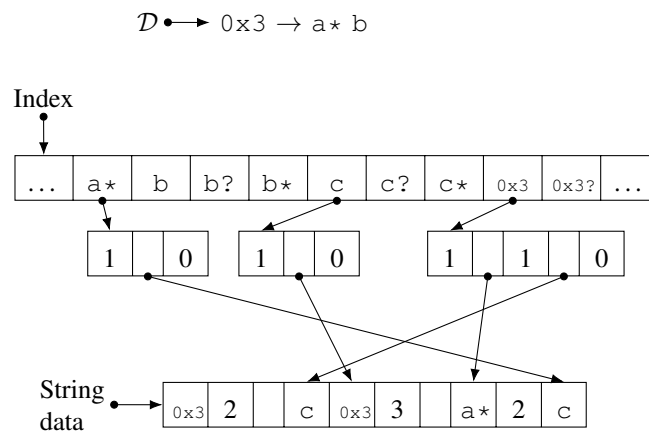 𝒟 0x3 → a* b
Index
... a* b b? b* c c? c* 0x3 0x3? ...
1 0 1 0 1 1 0
String
data
0x3 2 c 0x3 3 a* 2 c